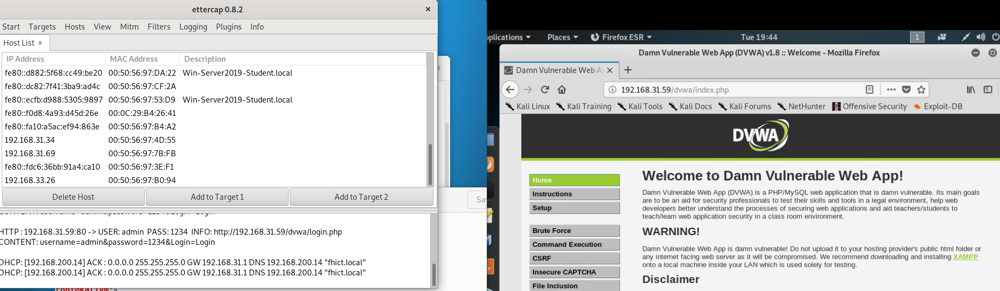 ettercap 0.8.2
Start Targets Hosts View Mitm Filters Logging Plugins Info
Host List
IP Address MAC Address Description
fe80::d882:5f68:cc49:be20 00:50:56:97:DA:22 Win-Server2019-Student.local
fe80::dc82:7f41:3ba9:ad4c 00:50:56:97:CF:2A
fe80::ecfb:d988:5305:9897 00:50:56:97:53:D9 Win-Server2019-Student.local
fe80::f0d8:4a93:d45d:26e 00:0C:29:B4:26:41
fe80::fa10:a5ac:ef94:863e 00:50:56:97:B4:A2
192.168.31.34 00:50:56:97:4D:55
192.168.31.69 00:50:56:97:7B:FB
fe80::fdc6:36bb:91a4:ca10 00:50:56:97:3E:F1
192.168.33.26 00:50:56:97:B0:94
Delete Host Add to Target 1 Add to Target 2
HTTP : 192.168.31.59:80 -> USER: admin PASS: 1234 INFO: http://192.168.31.59/dvwa/login.php
CONTENT: username=admin&password=1234&Login=Login
DHCP: [192.168.200.14] ACK : 0.0.0.0 255.255.255.0 GW 192.168.31.1 DNS 192.168.200.14 "fhict.local"
DHCP: [192.168.200.14] ACK : 0.0.0.0 255.255.255.0 GW 192.168.31.1 DNS 192.168.200.14 "fhict.local"
Places Firefox ESR Tue 19:44 1
Damn Vulnerable Web App (DVWA) v1.8 :: Welcome - Mozilla Firefox
Damn Vulnerable Web A
192.168.31.59/dvwa/index.php
Kali Linux Kali Training Kali Tools Kali Docs Kali Forums NetHunter Offensive Security Exploit-DB
DVWA
Home
Instructions
Setup
Brute Force
Command Execution
CSRF
Insecure CAPTCHA
File Inclusion
Welcome to Damn Vulnerable Web App!
Damn Vulnerable Web App (DVWA) is a PHP/MySQL web application that is damn vulnerable. Its main goals
are to be an aid for security professionals to test their skills and tools in a legal environment, help web
developers better understand the processes of securing web applications and aid teachers/students to
teach/learn web application security in a class room environment.
WARNING!
Damn Vulnerable Web App is damn vulnerable! Do not upload it to your hosting provider's public html folder or
any internet facing web server as it will be compromised. We recommend downloading and installing XAMPP
onto a local machine inside your LAN which is used solely for testing.
Disclaimer